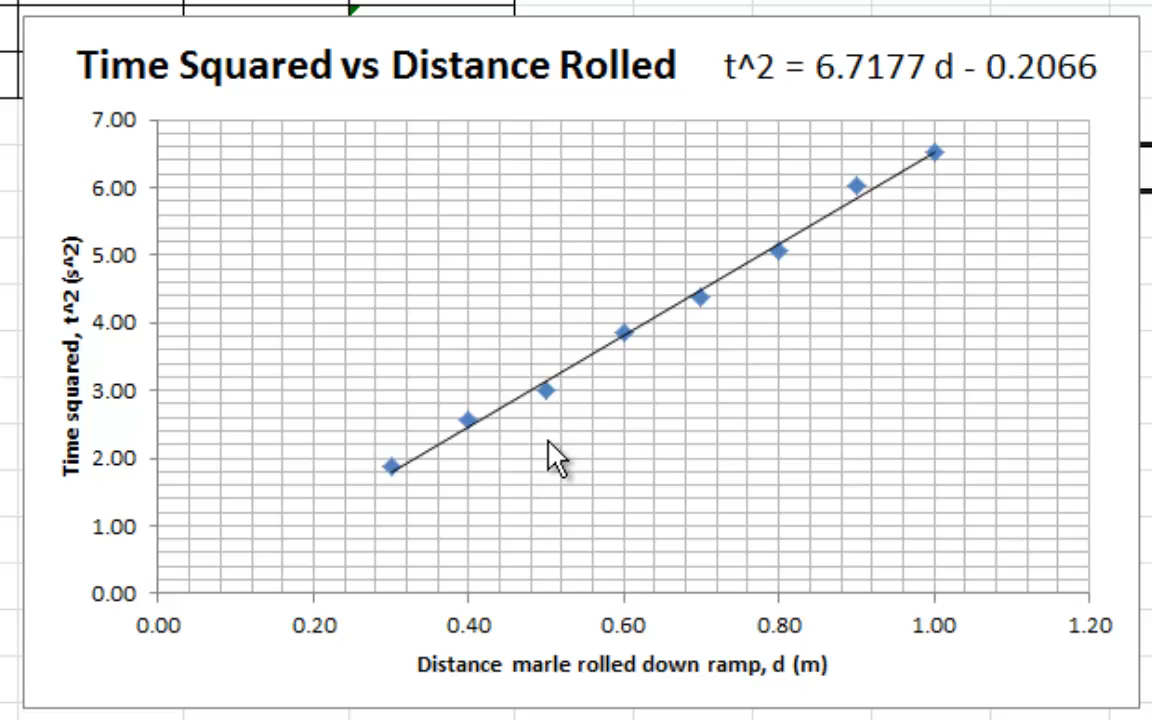 Time Squared vs Distance Rolled t^2 = 6.7177 d - 0.2066
7.00
6.00
5.00
4.00
3.00
2.00
1.00
0.00
Time squared, t^2 (s^2)
0.00 0.20 0.40 0.60 0.80 1.00 1.20
Distance marle rolled down ramp, d (m)